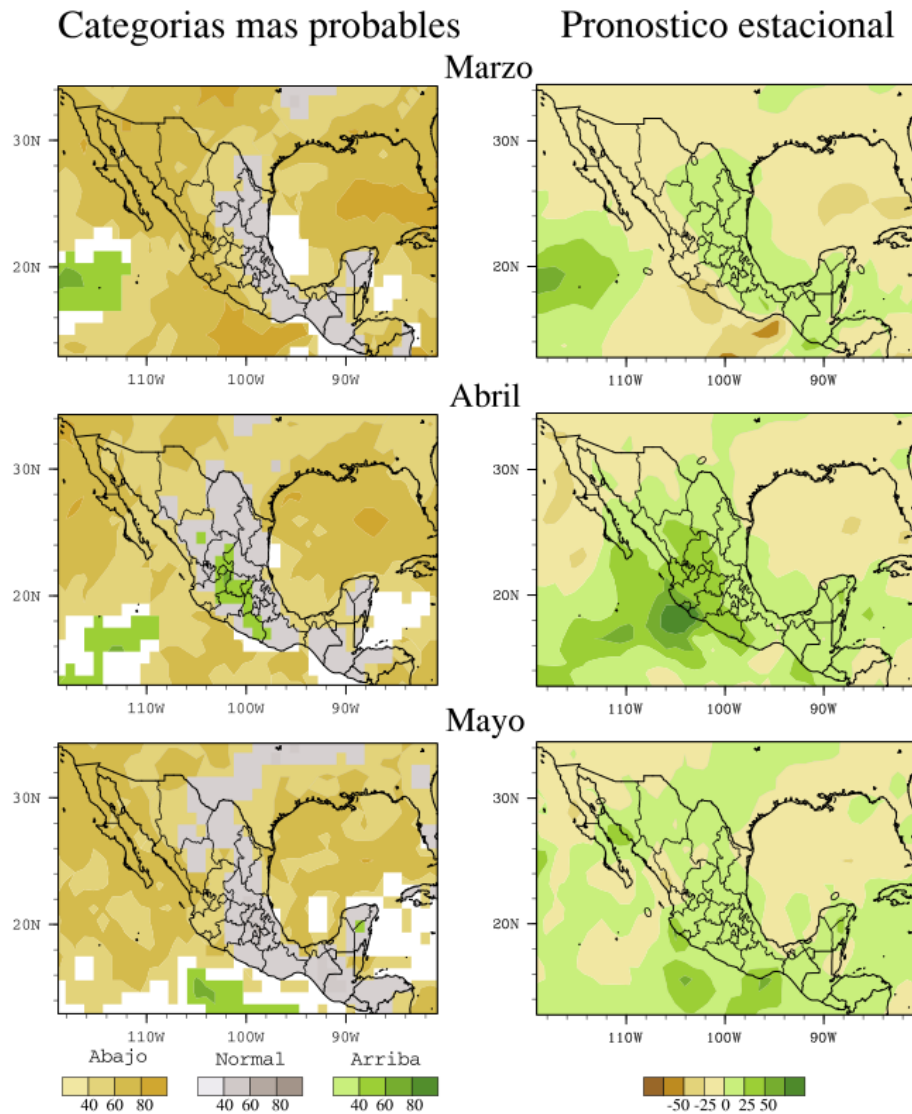 Categorias mas probables Pronostico estacional
Marzo
30N 30N
20N 20N
110W 100W 90W 110W 100W 90W
Abril
30N 30N
20N 20N
110W 100W 90W 110W 100W 90W
Mayo
30N 30N
20N 20N
110W 100W 90W 110W 100W 90W
Abajo Normal Arriba
40 60 80 40 60 80 40 60 80 -50 -25 0 25 50